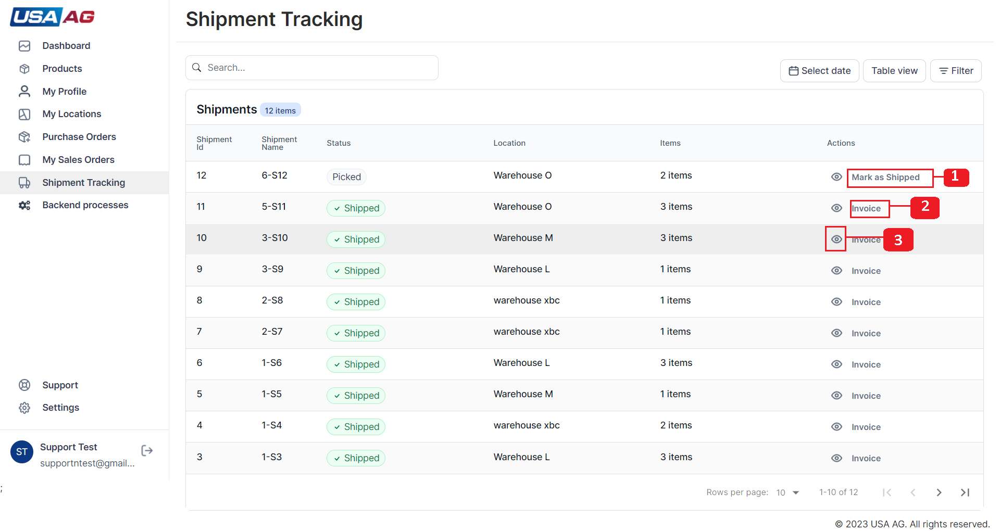 USA AG
Dashboard
Products
My Profile
My Locations
Purchase Orders
My Sales Orders
Shipment Tracking
Backend processes
Support
Settings
ST
Support Test
supportntest@gmail...
;
Shipment Tracking
Search...
Select date
Table view
Filter
Shipments 12 items
Shipment Id Shipment Name Status Location Items Actions
12 6-S12 Picked Warehouse O 2 items Mark as Shipped 1
11 5-S11 Shipped Warehouse O 3 items Invoice 2
10 3-S10 Shipped Warehouse M 3 items Invoice 3
9 3-S9 Shipped Warehouse L 1 items Invoice
8 2-S8 Shipped warehouse xbc 1 items Invoice
7 2-S7 Shipped warehouse xbc 1 items Invoice
6 1-S6 Shipped Warehouse L 3 items Invoice
5 1-S5 Shipped Warehouse M 1 items Invoice
4 1-S4 Shipped warehouse xbc 2 items Invoice
3 1-S3 Shipped Warehouse L 3 items Invoice
Rows per page: 10 1-10 of 12
© 2023 USA AG. All rights reserved.